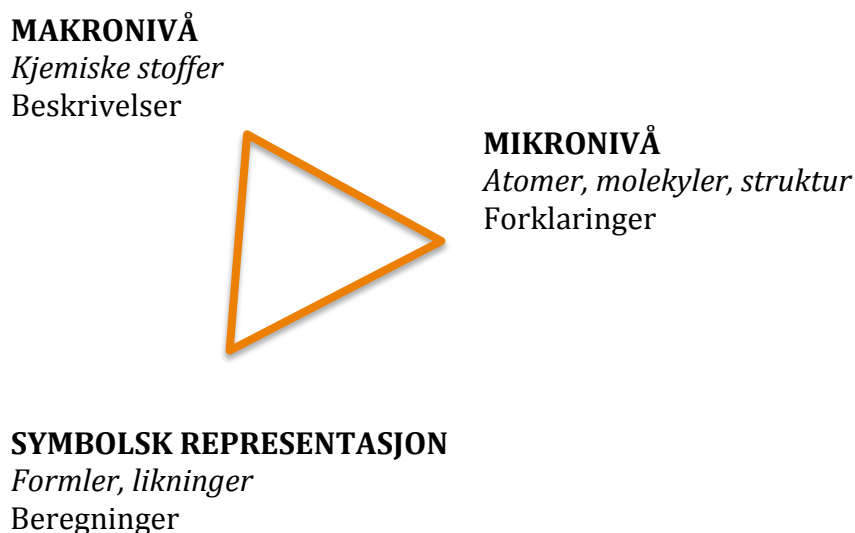 MAKRONIVÅ
Kjemiske stoffer
Beskrivelser
MIKRONIVÅ
Atomer, molekyler, struktur
Forklaringer
SYMBOLSK REPRESENTASJON
Formler, likninger
Beregninger